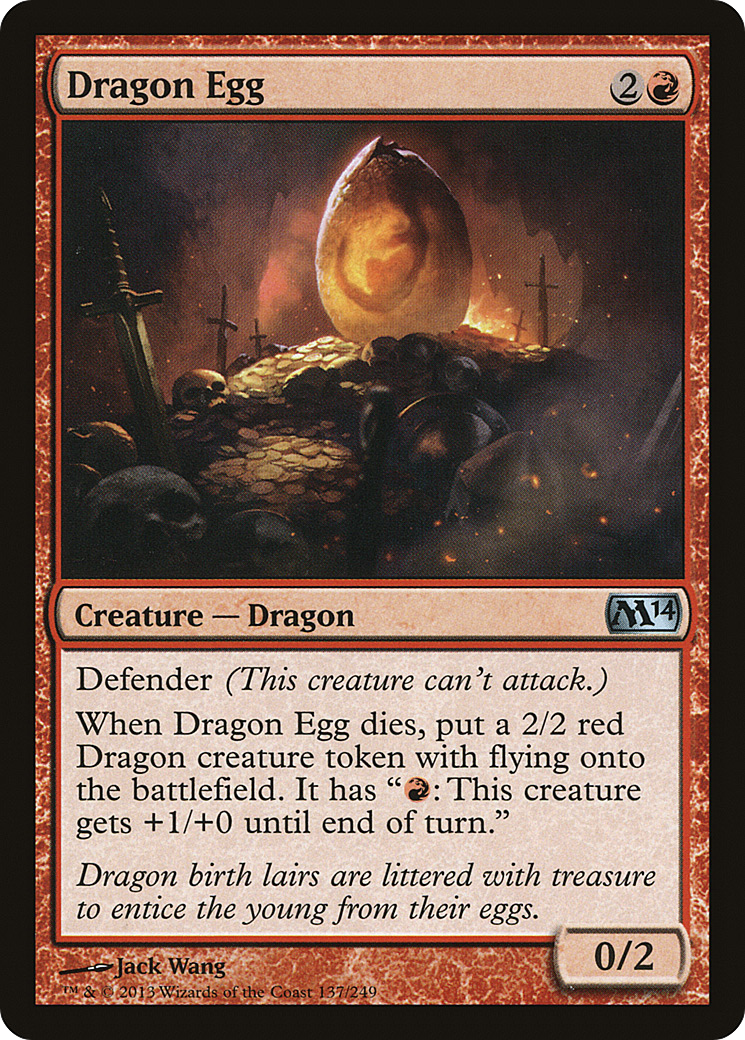 Dragon Egg 2
Creature — Dragon M14
Defender (This creature can't attack.)
When Dragon Egg dies, put a 2/2 red
Dragon creature token with flying onto
the battlefield. It has “: This creature
gets +1/+0 until end of turn.”
Dragon birth lairs are littered with treasure
to entice the young from their eggs.
0/2
Jack Wang
™ & © 2013 Wizards of the Coast 137/249